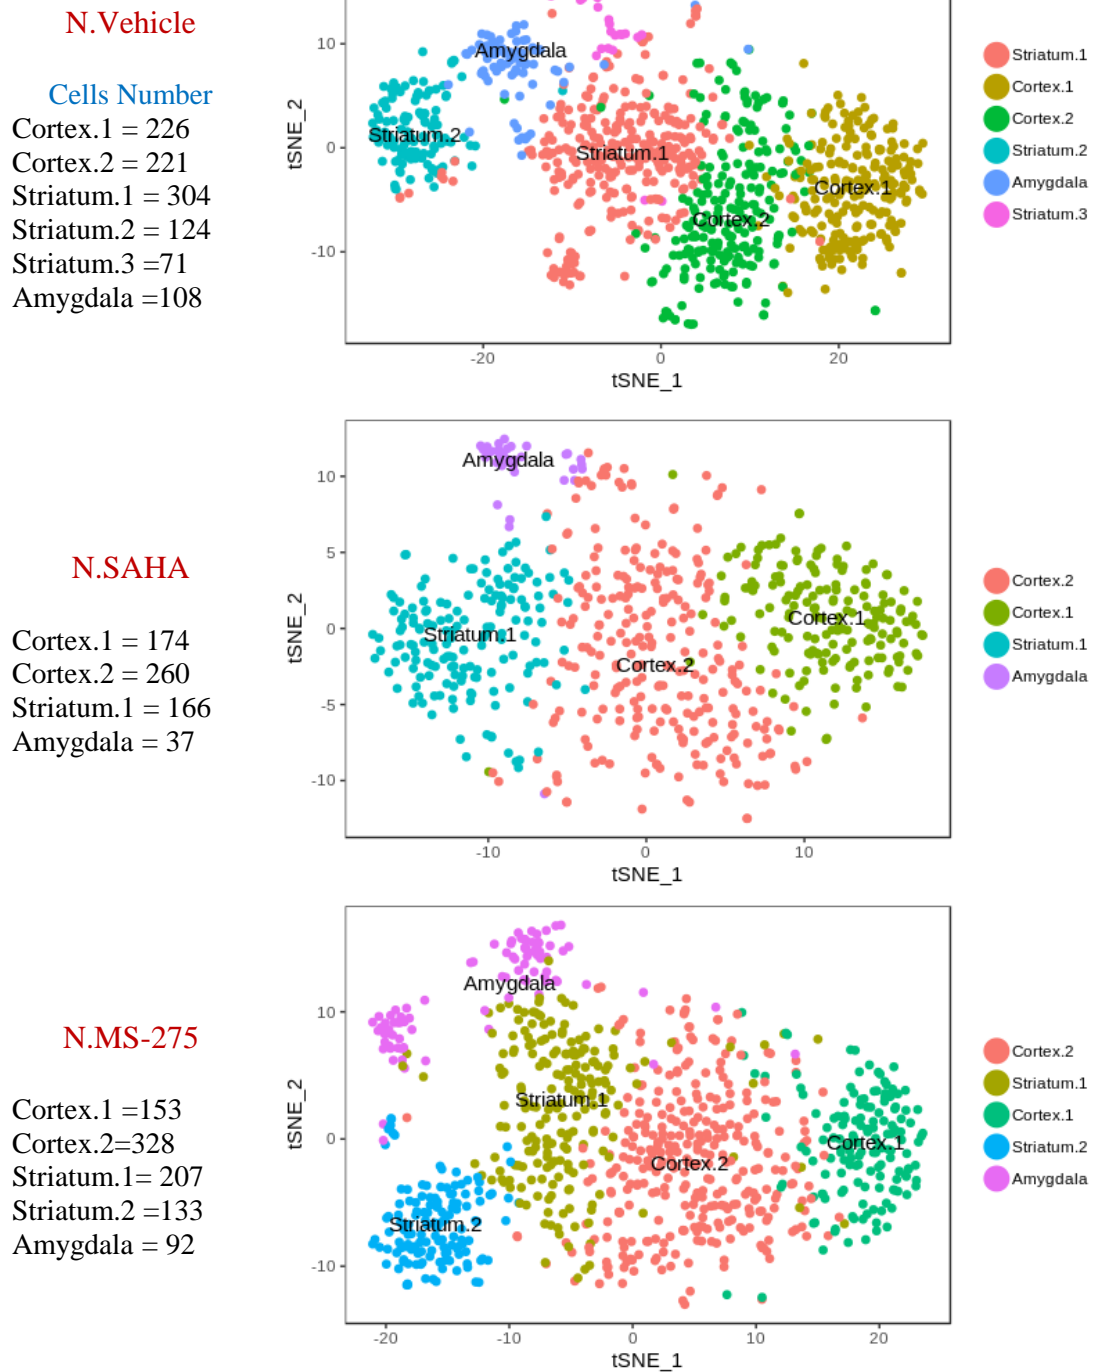 N.Vehicle
Cells Number
Cortex.1 = 226
Cortex.2 = 221
Striatum.1 = 304
Striatum.2 = 124
Striatum.3 =71
Amygdala =108
tSNE_2
10
0
-10
Amygdala
Striatum.2
Striatum.1
Cortex.1
Cortex.2
-20
0
20
tSNE_1
Striatum.1
Cortex.1
Cortex.2
Striatum.2
Amygdala
Striatum.3
N.SAHA
Cortex.1 = 174
Cortex.2 = 260
Striatum.1 = 166
Amygdala = 37
tSNE_2
10
5
0
-5
-10
Amygdala
Cortex.1
Striatum.1
Cortex.2
-10
0
10
tSNE_1
Cortex.2
Cortex.1
Striatum.1
Amygdala
N.MS-275
Cortex.1 =153
Cortex.2=328
Striatum.1= 207
Striatum.2 =133
Amygdala = 92
tSNE_2
10
0
-10
Amygdala
Striatum.1
Cortex.1
Cortex.2
Striatum.2
-20
-10
0
10
20
tSNE_1
Cortex.2
Striatum.1
Cortex.1
Striatum.2
Amygdala